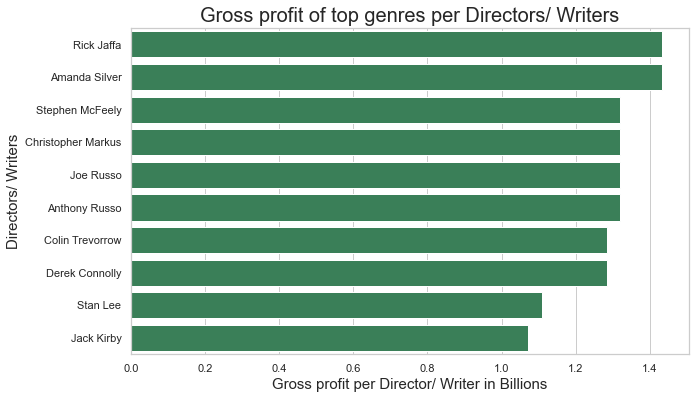 Gross profit of top genres per Directors/ Writers
Directors/ Writers
Rick Jaffa
Amanda Silver
Stephen McFeely
Christopher Markus
Joe Russo
Anthony Russo
Colin Trevorrow
Derek Connolly
Stan Lee
Jack Kirby
0.0 0.2 0.4 0.6 0.8 1.0 1.2 1.4
Gross profit per Director/ Writer in Billions